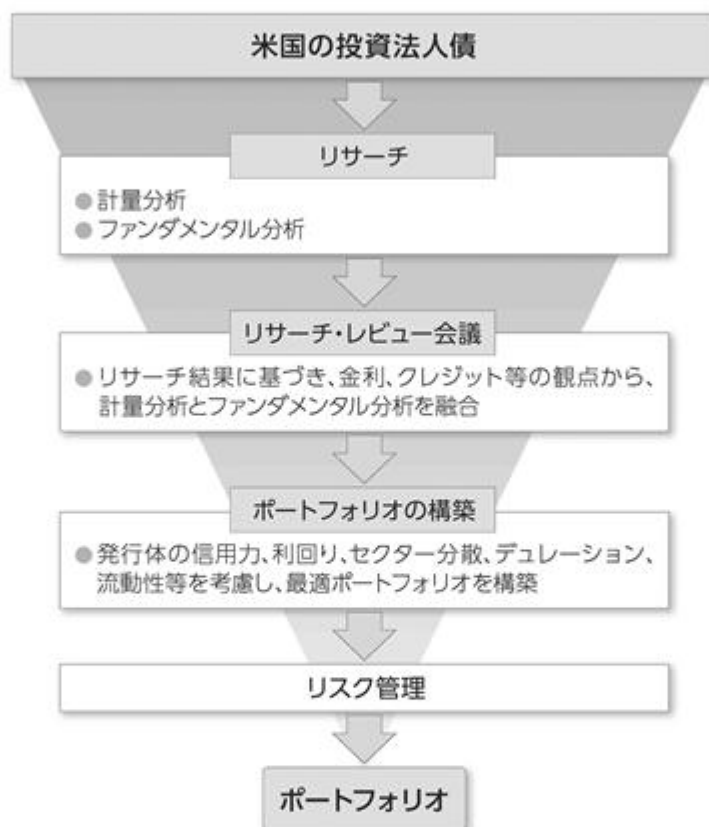 米国の投資法人債
リサーチ
●計量分析
●ファンダメンタル分析
リサーチ・レビュー会議
●リサーチ結果に基づき、金利、クレジット等の観点から、
計量分析とファンダメンタル分析を融合
ポートフォリオの構築
●発行体の信用力、利回り、セクター分散、デュレーション、
流動性等を考慮し、最適ポートフォリオを構築
リスク管理
ポートフォリオ